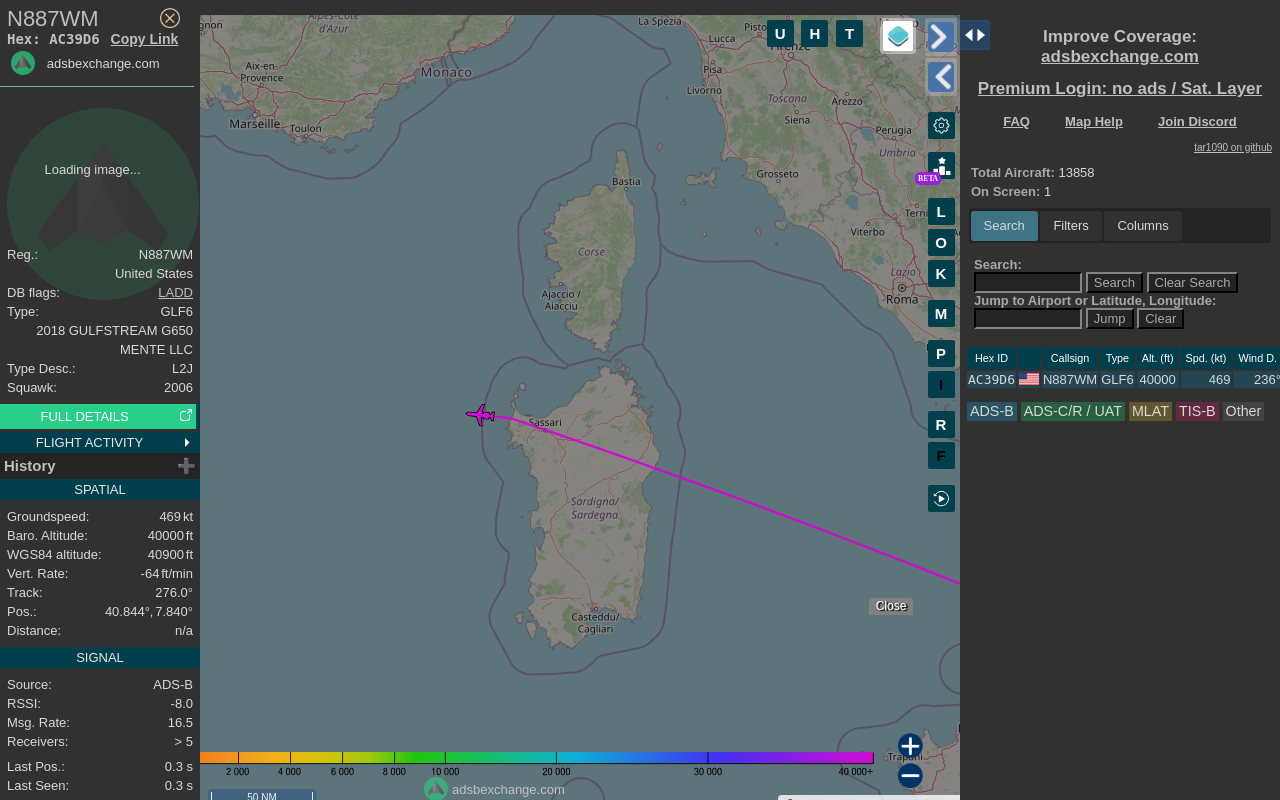 N887WM
Hex: AC39D6 Copy Link
adsbexchange.com
Loading image...
Reg.: N887WM
United States
DB flags: LADD
Type: GLF6
2018 GULFSTREAM G650
MENTE LLC
Type Desc.: L2J
Squawk: 2006
FULL DETAILS
FLIGHT ACTIVITY
History
SPATIAL
Groundspeed: 469 kt
Baro. Altitude: 40000 ft
WGS84 altitude: 40900 ft
Vert. Rate: -64 ft/min
Track: 276.0°
Pos.: 40.844°, 7.840°
Distance: n/a
SIGNAL
Source: ADS-B
RSSI: -8.0
Msg. Rate: 16.5
Receivers: > 5
Last Pos.: 0.3 s
Last Seen: 0.3 s
Alpes-Côte
d'Azur
Aix-en-
Provence
Monaco
Marseille
Toulon
La Spezia
Lucca
Pisa
Livorno
Toscana
Arezzo
Siena
Perugia
Umbria
Grosseto
Viterbo
Lazio
Roma
Bastia
Corse
Ajaccio /
Aiacciu
Sassari
Sardigna/
Sardegna
Casteddu/
Cagliari
Trapani
U H T
BETA
L
O
K
M
P
I
R
F
Close
2 000 4 000 6 000 8 000 10 000 20 000 30 000 40 000+
adsbexchange.com
50 NM
Improve Coverage:
adsbexchange.com
Premium Login: no ads / Sat. Layer
FAQ Map Help Join Discord
tar1090 on github
Total Aircraft: 13858
On Screen: 1
Search Filters Columns
Search:
Search Clear Search
Jump to Airport or Latitude, Longitude:
Jump Clear
Hex ID Callsign Type Alt. (ft) Spd. (kt) Wind D.
AC39D6 N887WM GLF6 40000 469 236°
ADS-B ADS-C/R / UAT MLAT TIS-B Other